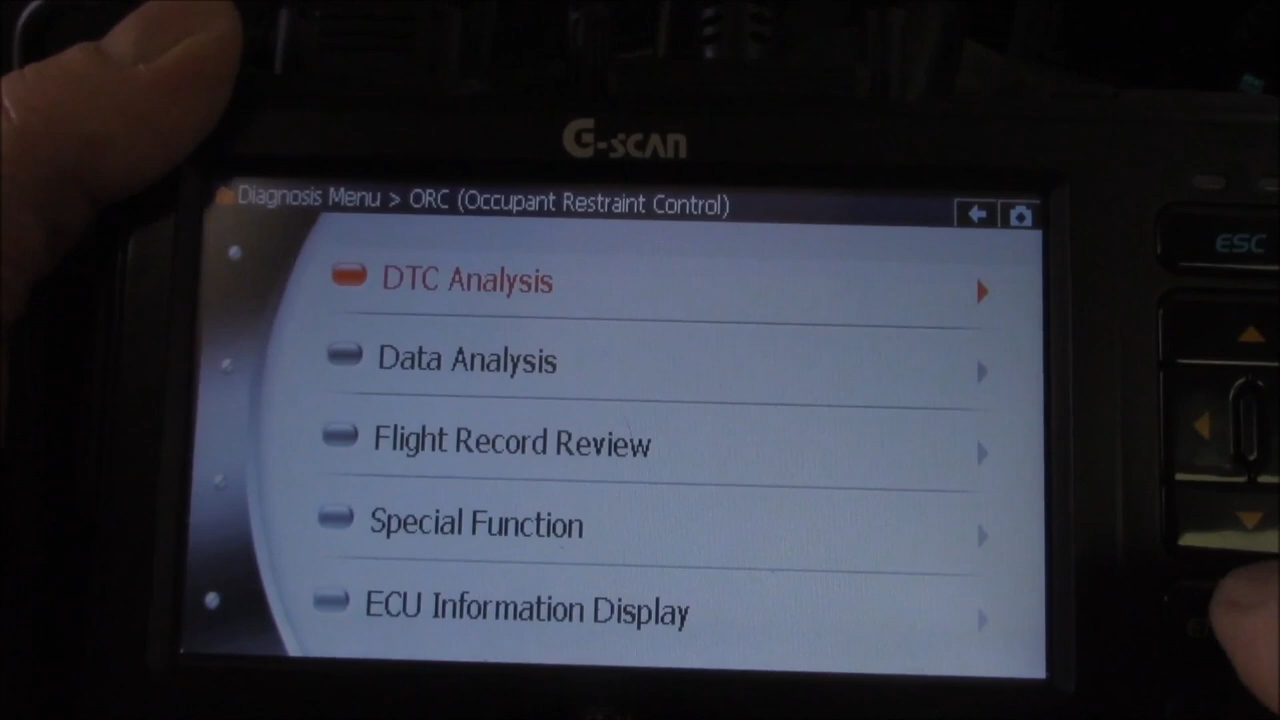 G-SCAN
Diagnosis Menu > ORC (Occupant Restraint Control)
ESC
DTC Analysis
Data Analysis
Flight Record Review
Special Function
ECU Information Display